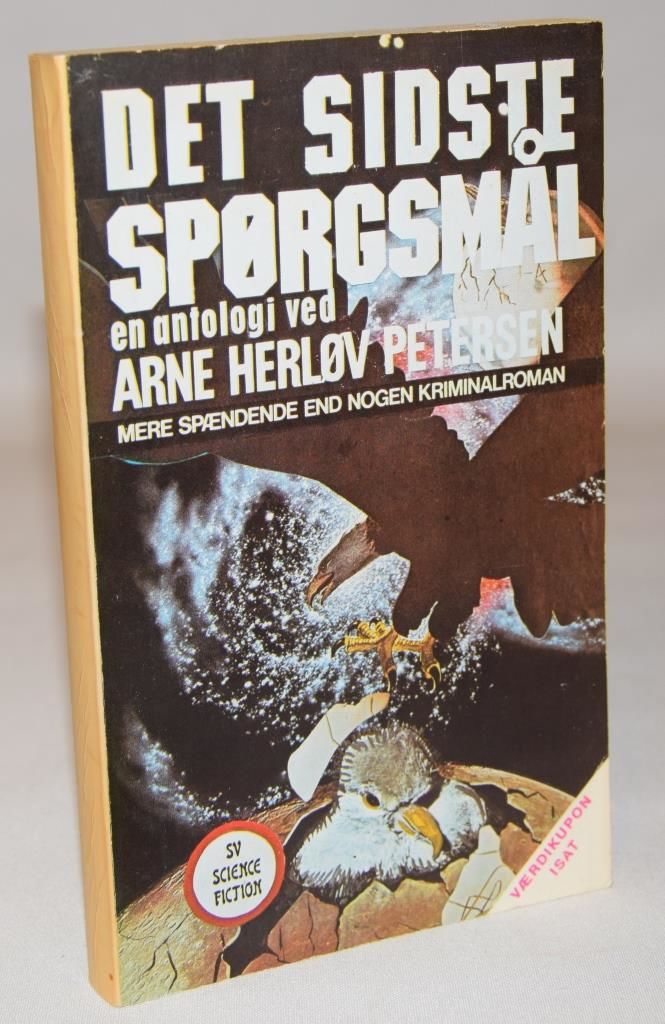 DET SIDSTE
SPØRGSMÅL
en antologi ved
ARNE HERLØV PETERSEN
MERE SPÆNDENDE END NOGEN KRIMINALROMAN
SV
SCIENCE
FICTION
VÆRDIKUPON
ISAT